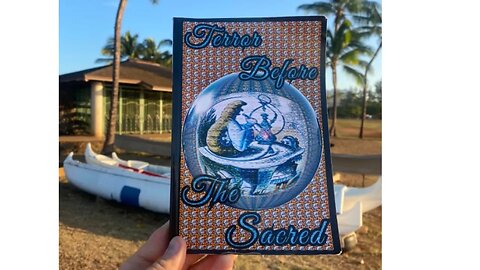 Terror
Before
The
Sacred